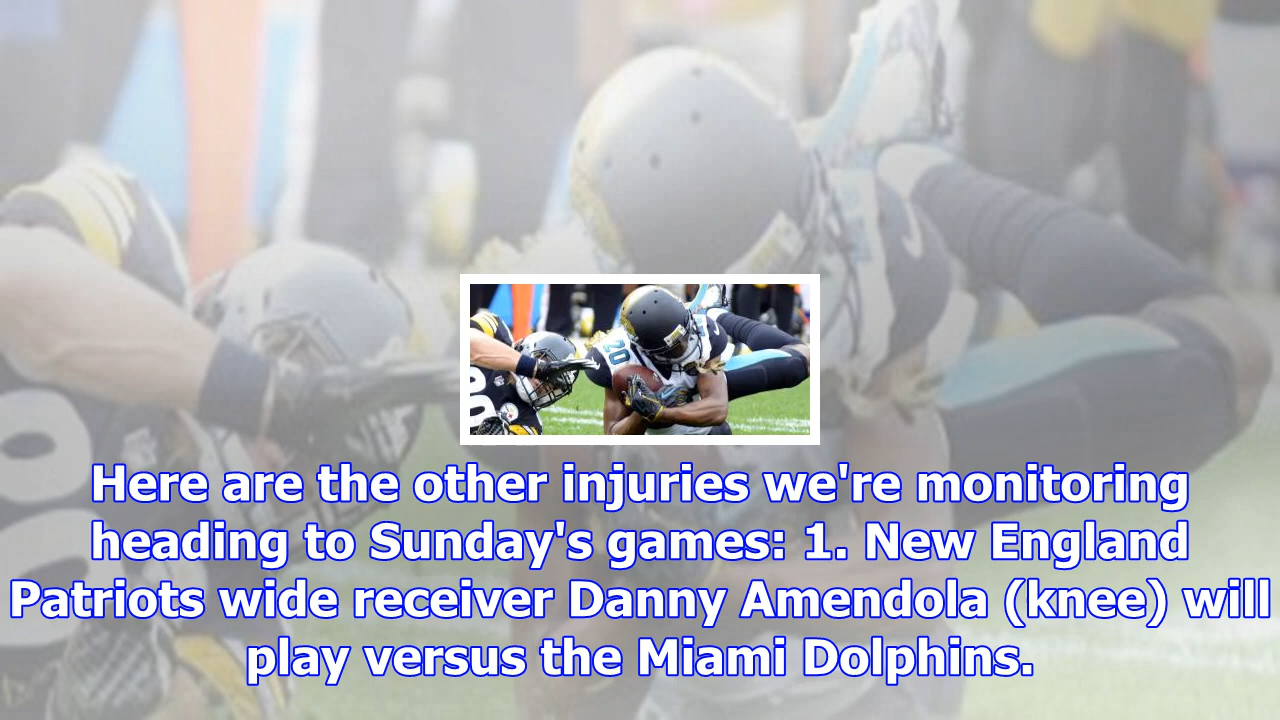 20
Here are the other injuries we're monitoring
heading to Sunday's games: 1. New England
Patriots wide receiver Danny Amendola (knee) will
play versus the Miami Dolphins.